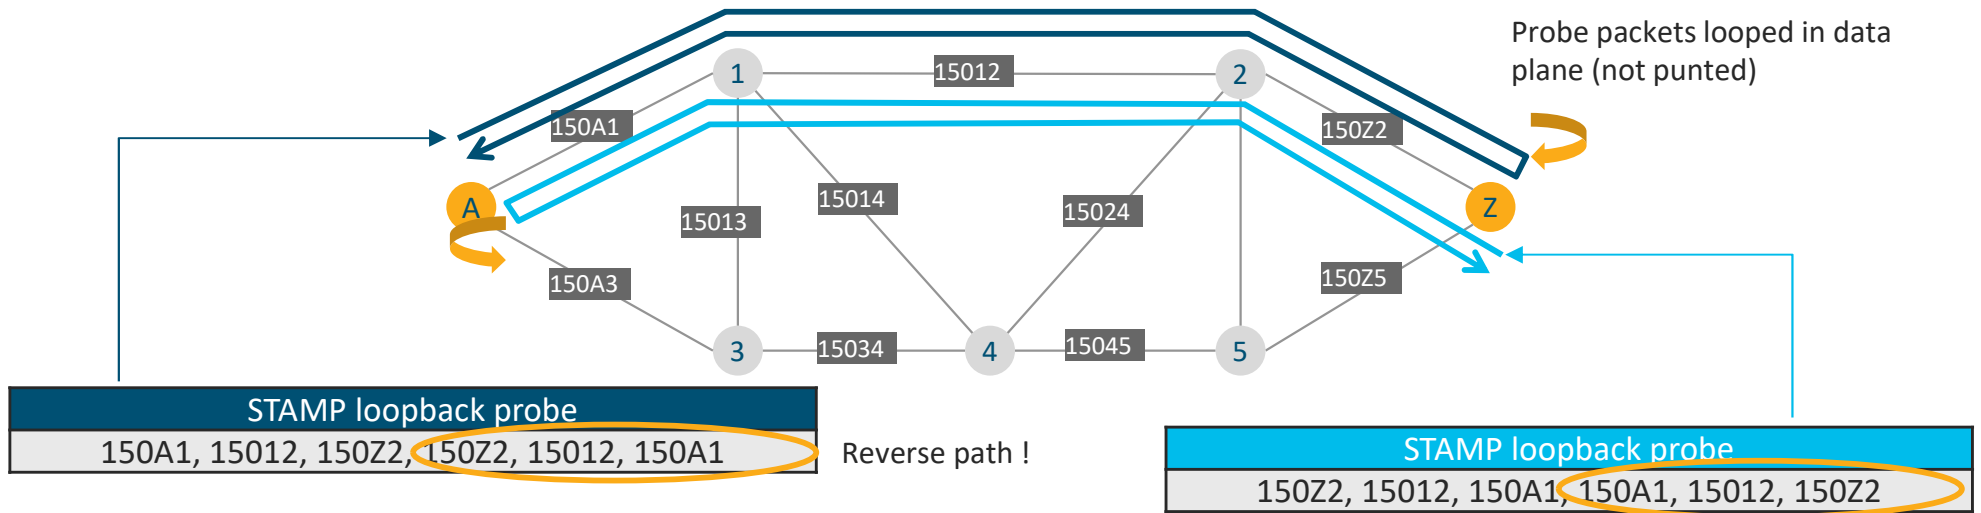 Probe packets looped in data
plane (not punted)
1
15012
2
150A1
150Z2
A
15013
15014
15024
Z
150A3
150Z5
3
15034
4
15045
5
STAMP loopback probe
150A1, 15012, 150Z2, 150Z2, 15012, 150A1
Reverse path !
STAMP loopback probe
150Z2, 15012, 150A1, 150A1, 15012, 150Z2